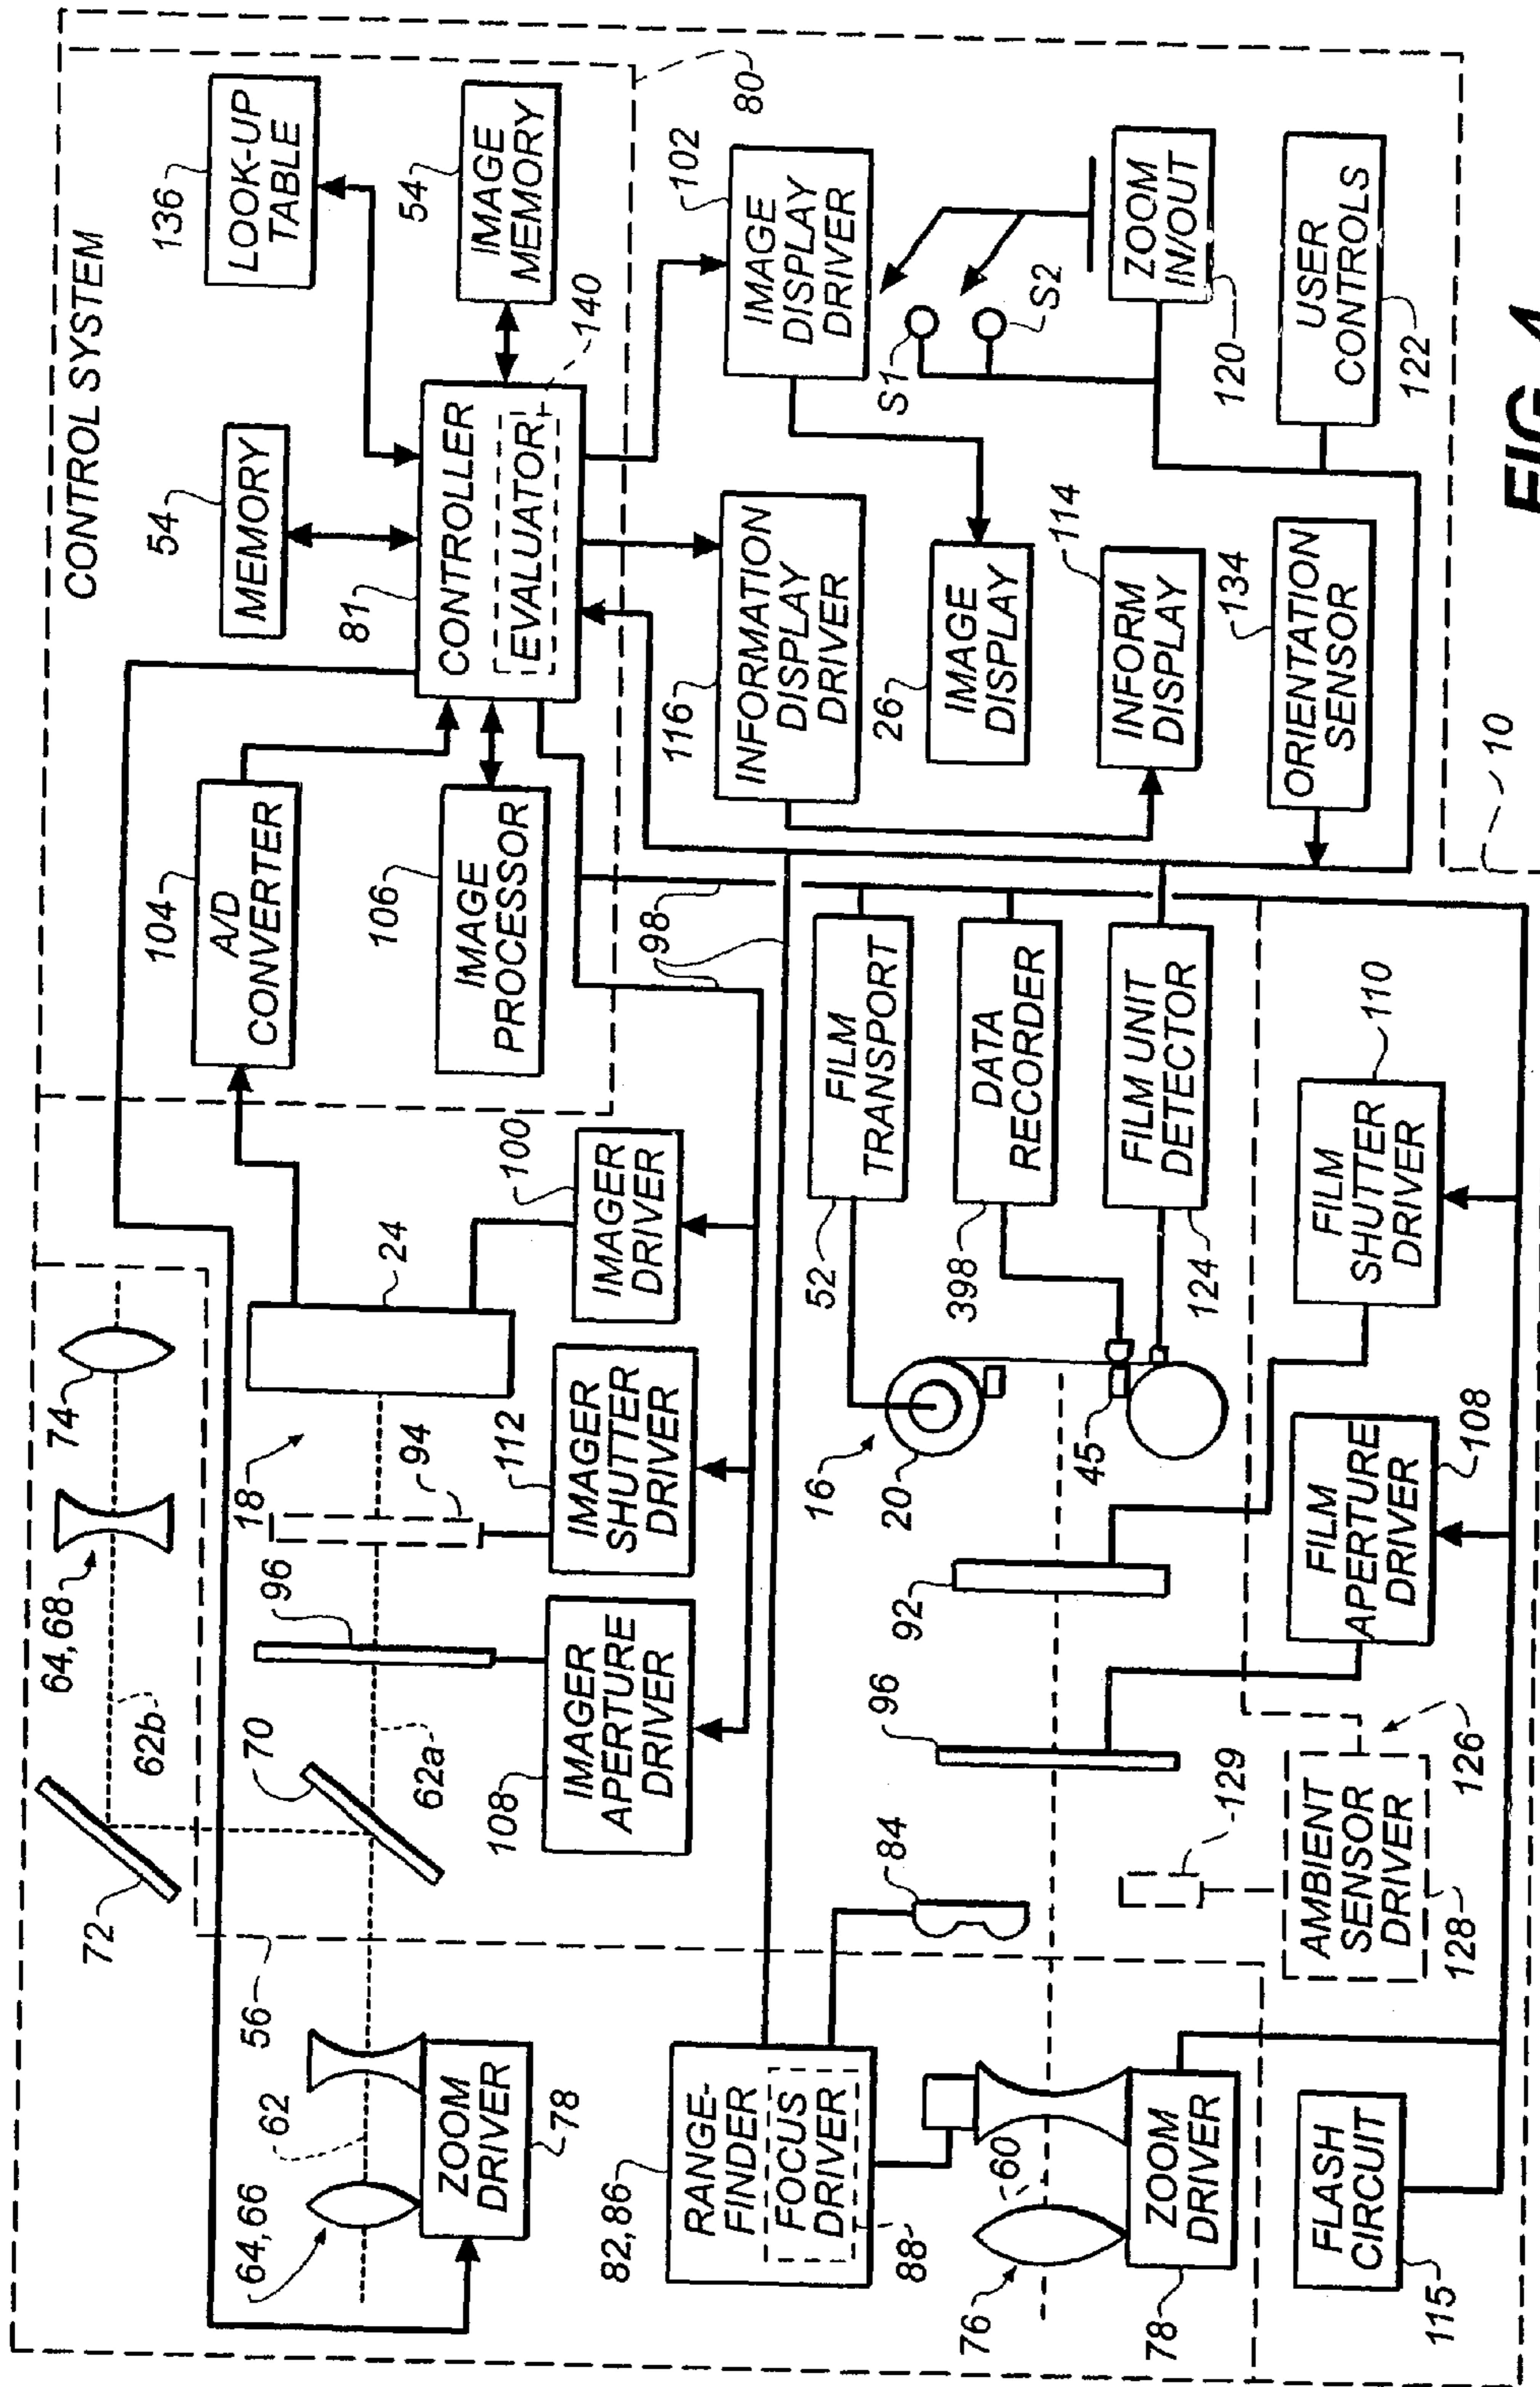 CONTROL SYSTEM
136
LOOK-UP
TABLE
54
MEMORY
54
IMAGE
MEMORY
81
CONTROLLER
EVALUATOR
140
80
104
A/D
CONVERTER
106
IMAGE
PROCESSOR
102
IMAGE
DISPLAY
DRIVER
116
INFORMATION
DISPLAY
DRIVER
26
IMAGE
DISPLAY
114
INFORM
DISPLAY
134
ORIENTATION
SENSOR
S1
S2
ZOOM
IN/OUT
120
USER
CONTROLS
122
10
98
74
64,68
62b
72
24
18
94
96
70
62a
100
IMAGER
DRIVER
112
IMAGER
SHUTTER
DRIVER
108
IMAGER
APERTURE
DRIVER
56
62
64,66
ZOOM
DRIVER
78
52
FILM
TRANSPORT
398
DATA
RECORDER
124
FILM UNIT
DETECTOR
16
20
45
92
96
84
82,86
RANGE-
FINDER
FOCUS
DRIVER
88
60
76
ZOOM
DRIVER
78
110
FILM
SHUTTER
DRIVER
108
FILM
APERTURE
DRIVER
126
129
AMBIENT
SENSOR
DRIVER
128
FLASH
CIRCUIT
115
FIG. 4